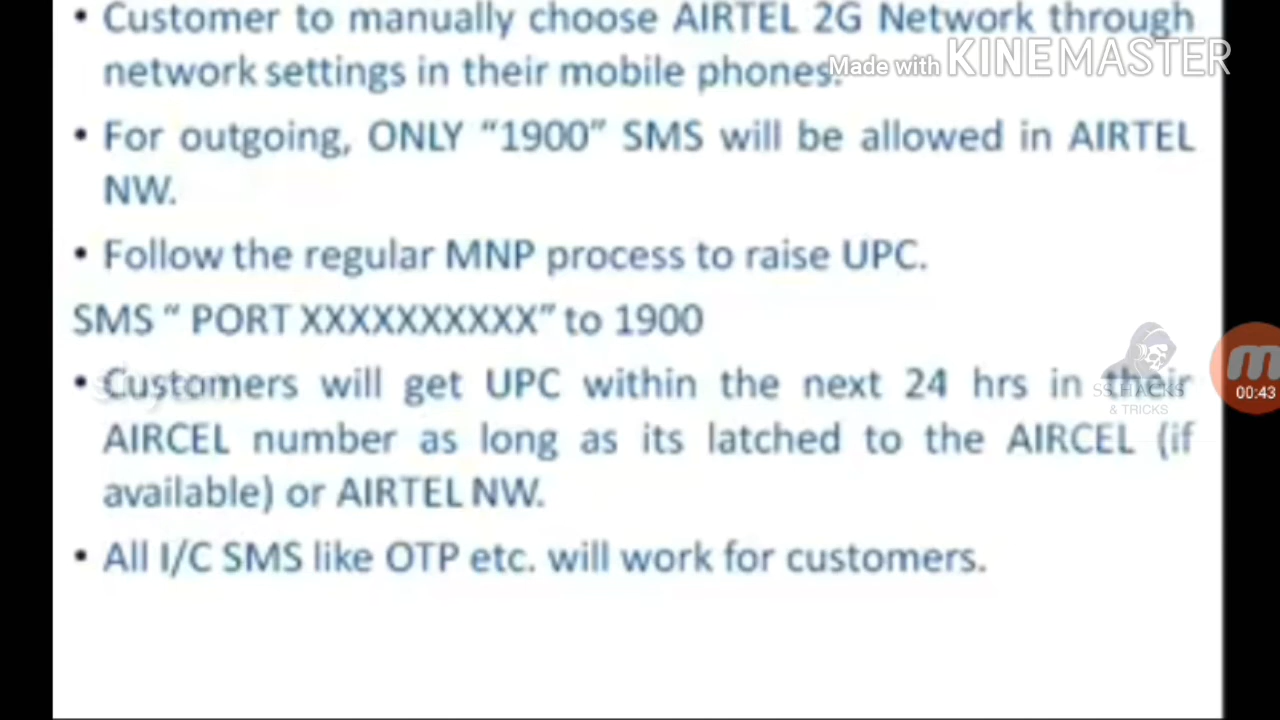 • Customer to manually choose AIRTEL 2G Network through
network settings in their mobile phones.
Made with KINEMASTER
• For outgoing, ONLY “1900” SMS will be allowed in AIRTEL
NW.
• Follow the regular MNP process to raise UPC.
SMS “ PORT XXXXXXXXXX” to 1900
• Customers will get UPC within the next 24 hrs in their
AIRCEL number as long as its latched to the AIRCEL (if
available) or AIRTEL NW.
• All I/C SMS like OTP etc. will work for customers.
SS HACKS
& TRICKS
00:43